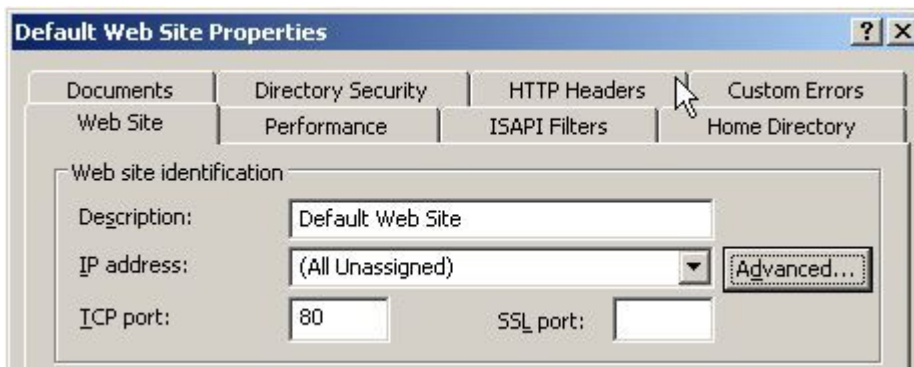 Default Web Site Properties
Documents Directory Security HTTP Headers Custom Errors
Web Site Performance ISAPI Filters Home Directory
Web site identification
Description: Default Web Site
IP address: (All Unassigned) Advanced...
TCP port: 80 SSL port: